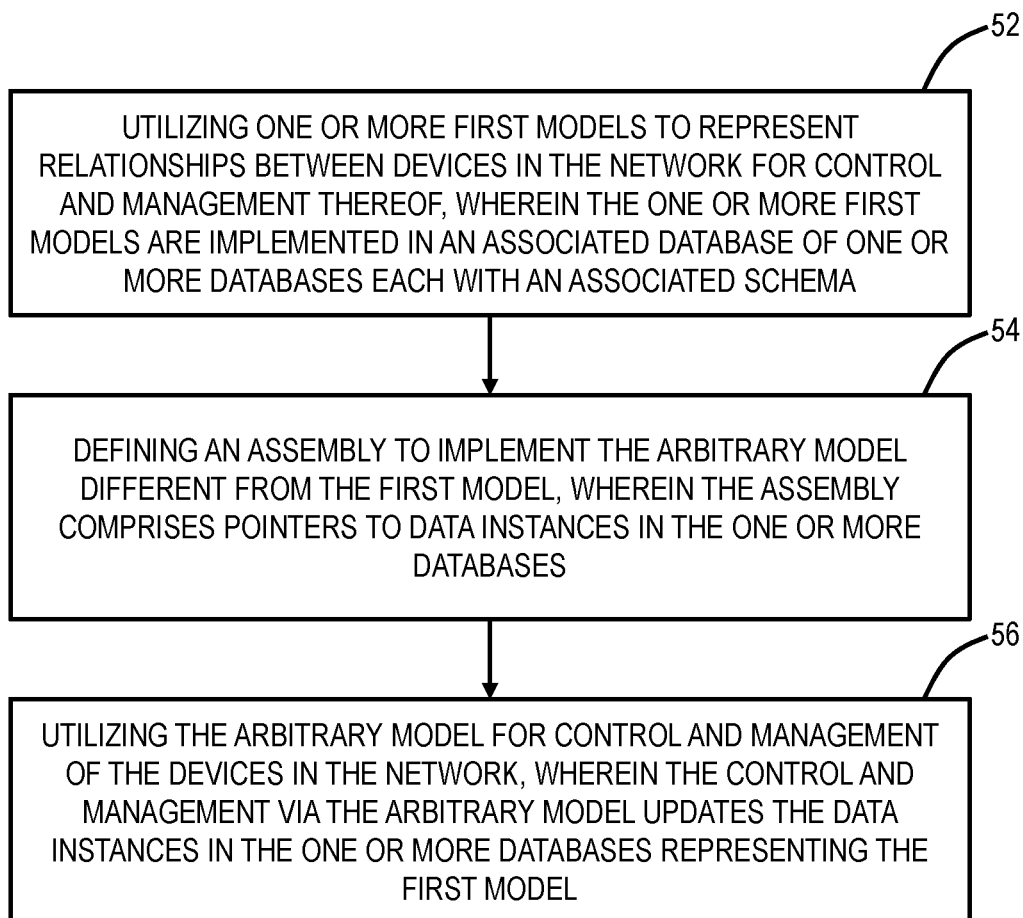 52
UTILIZING ONE OR MORE FIRST MODELS TO REPRESENT
RELATIONSHIPS BETWEEN DEVICES IN THE NETWORK FOR CONTROL
AND MANAGEMENT THEREOF, WHEREIN THE ONE OR MORE FIRST
MODELS ARE IMPLEMENTED IN AN ASSOCIATED DATABASE OF ONE OR
MORE DATABASES EACH WITH AN ASSOCIATED SCHEMA
54
DEFINING AN ASSEMBLY TO IMPLEMENT THE ARBITRARY MODEL
DIFFERENT FROM THE FIRST MODEL, WHEREIN THE ASSEMBLY
COMPRISES POINTERS TO DATA INSTANCES IN THE ONE OR MORE
DATABASES
56
UTILIZING THE ARBITRARY MODEL FOR CONTROL AND MANAGEMENT
OF THE DEVICES IN THE NETWORK, WHEREIN THE CONTROL AND
MANAGEMENT VIA THE ARBITRARY MODEL UPDATES THE DATA
INSTANCES IN THE ONE OR MORE DATABASES REPRESENTING THE
FIRST MODEL